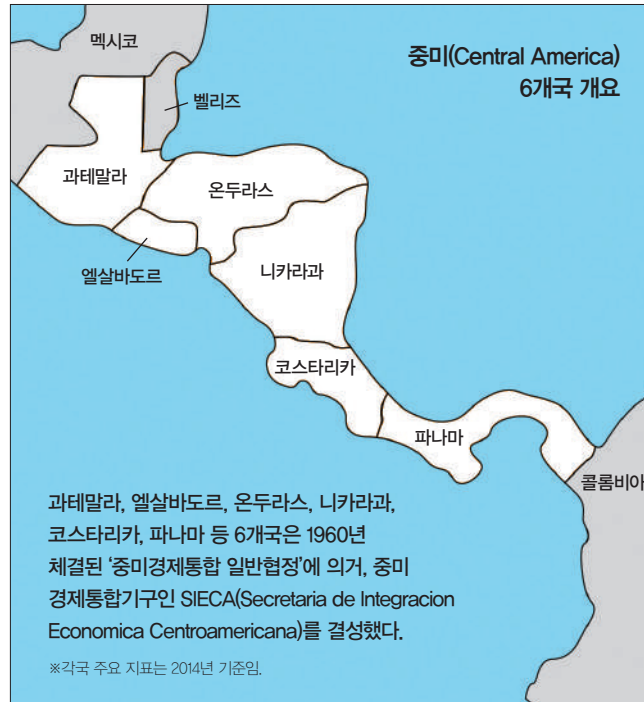 멕시코
중미(Central America)
6개국 개요
벨리즈
과테말라
온두라스
엘살바도르
니카라과
코스타리카
파나마
콜롬비아
과테말라, 엘살바도르, 온두라스, 니카라과,
코스타리카, 파나마 등 6개국은 1960년
체결된 ‘중미경제통합 일반협정’에 의거, 중미
경제통합기구인 SIECA(Secretaria de Integracion
Economica Centroamericana)를 결성했다.
※각국 주요 지표는 2014년 기준임.